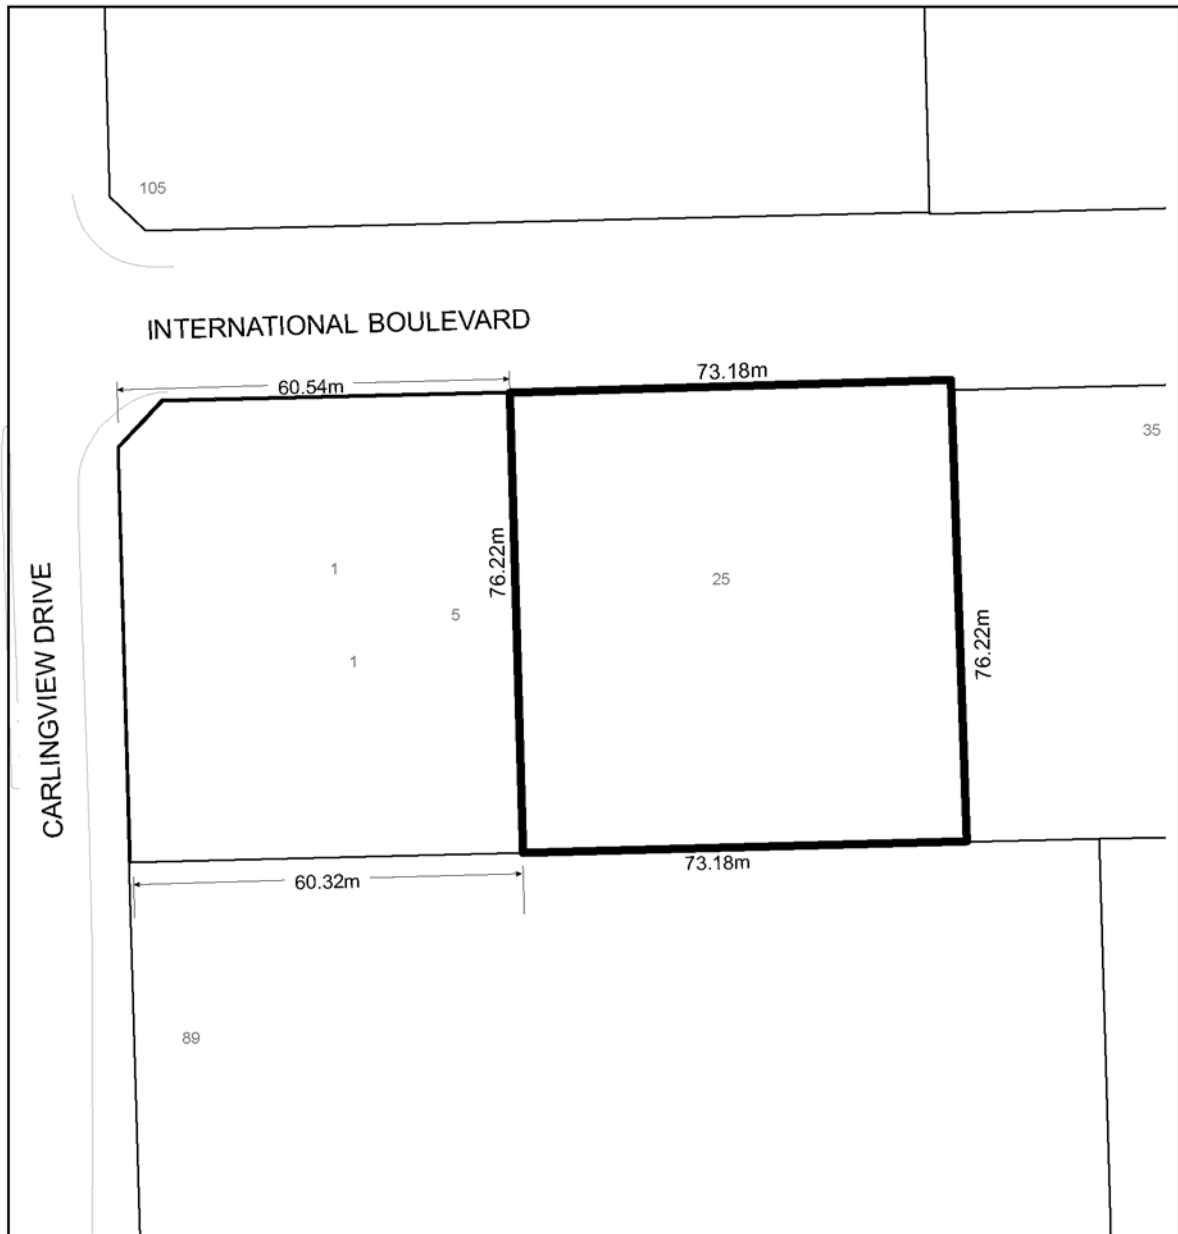 105
INTERNATIONAL BOULEVARD
60.54m
73.18m
35
1
76.22m
25
5
1
76.22m
CARLINGVIEW DRIVE
60.32m
73.18m
89